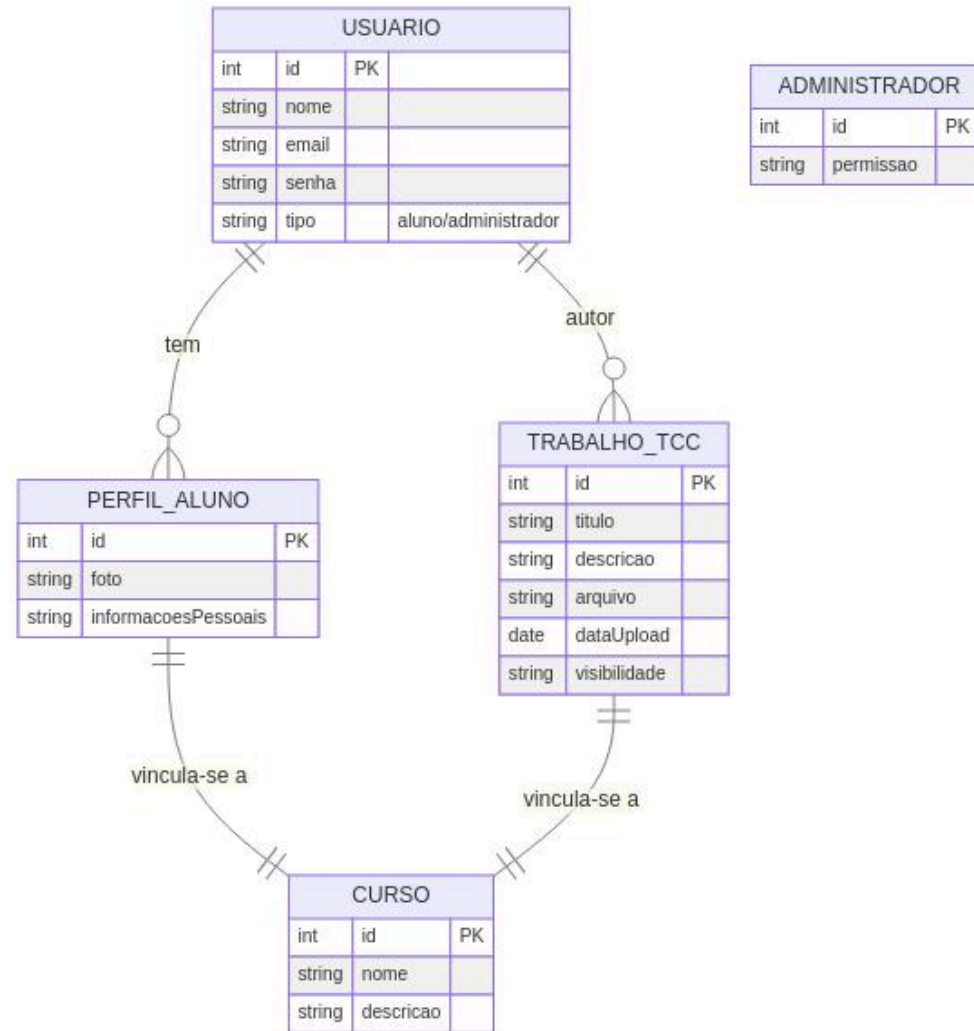 USUARIO
int id PK
string nome
string email
string senha
string tipo aluno/administrador
ADMINISTRADOR
int id PK
string permissao
tem
autor
PERFIL_ALUNO
int id PK
string foto
string informacoesPessoais
TRABALHO_TCC
int id PK
string titulo
string descricao
string arquivo
date dataUpload
string visibilidade
vincula-se a
vincula-se a
CURSO
int id PK
string nome
string descricao